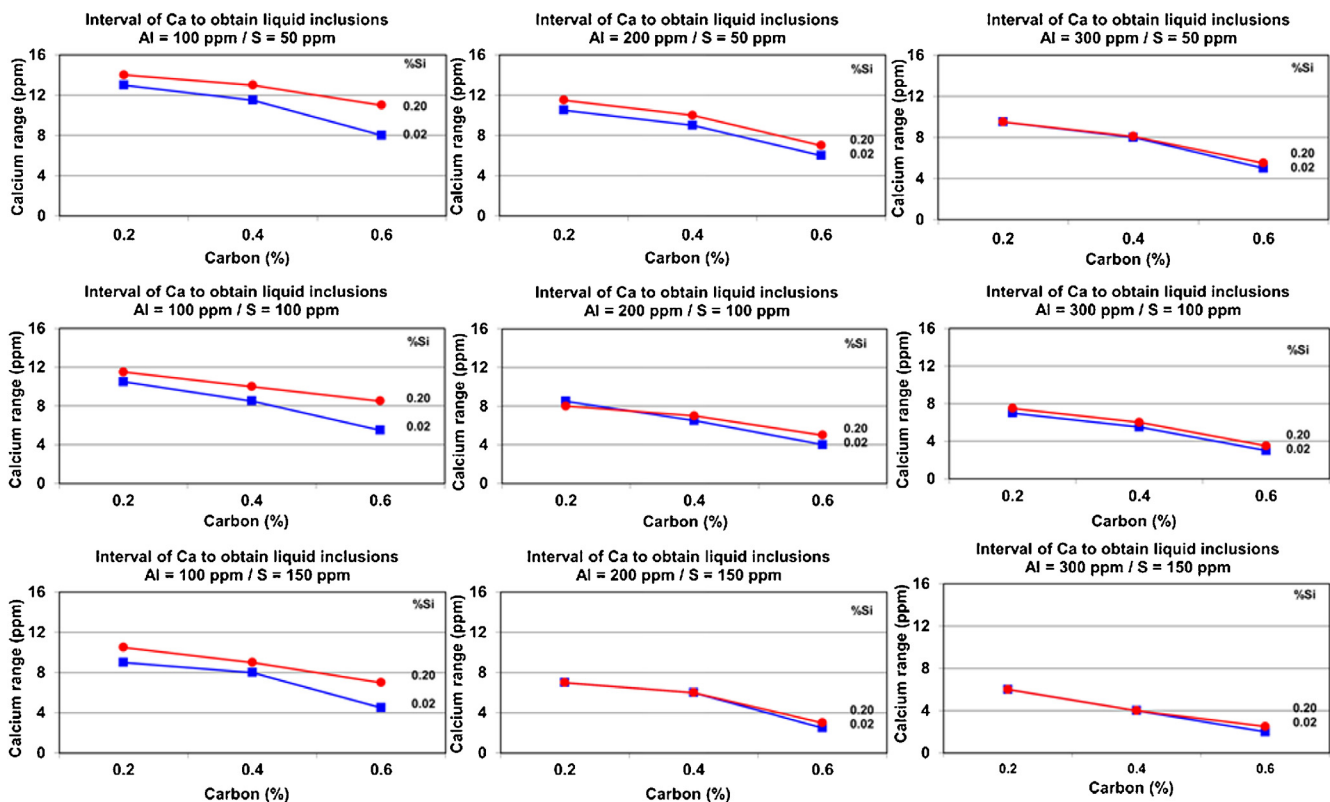 Interval of Ca to obtain liquid inclusions
Al = 100 ppm / S = 50 ppm
Calcium range (ppm)
16
12
8
4
0
%Si
0.20
0.02
0.2
0.4
0.6
Carbon (%)
Interval of Ca to obtain liquid inclusions
Al = 200 ppm / S = 50 ppm
Calcium range (ppm)
16
12
8
4
0
%Si
0.20
0.02
0.2
0.4
0.6
Carbon (%)
Interval of Ca to obtain liquid inclusions
Al = 300 ppm / S = 50 ppm
Calcium range (ppm)
16
12
8
4
0
%Si
0.20
0.02
0.2
0.4
0.6
Carbon (%)
Interval of Ca to obtain liquid inclusions
Al = 100 ppm / S = 100 ppm
Calcium range (ppm)
16
12
8
4
0
%Si
0.20
0.02
0.2
0.4
0.6
Carbon (%)
Interval of Ca to obtain liquid inclusions
Al = 200 ppm / S = 100 ppm
Calcium range (ppm)
16
12
8
4
0
%Si
0.20
0.02
0.2
0.4
0.6
Carbon (%)
Interval of Ca to obtain liquid inclusions
Al = 300 ppm / S = 100 ppm
Calcium range (ppm)
16
12
8
4
0
%Si
0.20
0.02
0.2
0.4
0.6
Carbon (%)
Interval of Ca to obtain liquid inclusions
Al = 100 ppm / S = 150 ppm
Calcium range (ppm)
16
12
8
4
0
%Si
0.20
0.02
0.2
0.4
0.6
Carbon (%)
Interval of Ca to obtain liquid inclusions
Al = 200 ppm / S = 150 ppm
Calcium range (ppm)
16
12
8
4
0
%Si
0.20
0.02
0.2
0.4
0.6
Carbon (%)
Interval of Ca to obtain liquid inclusions
Al = 300 ppm / S = 150 ppm
Calcium range (ppm)
16
12
8
4
0
%Si
0.20
0.02
0.2
0.4
0.6
Carbon (%)